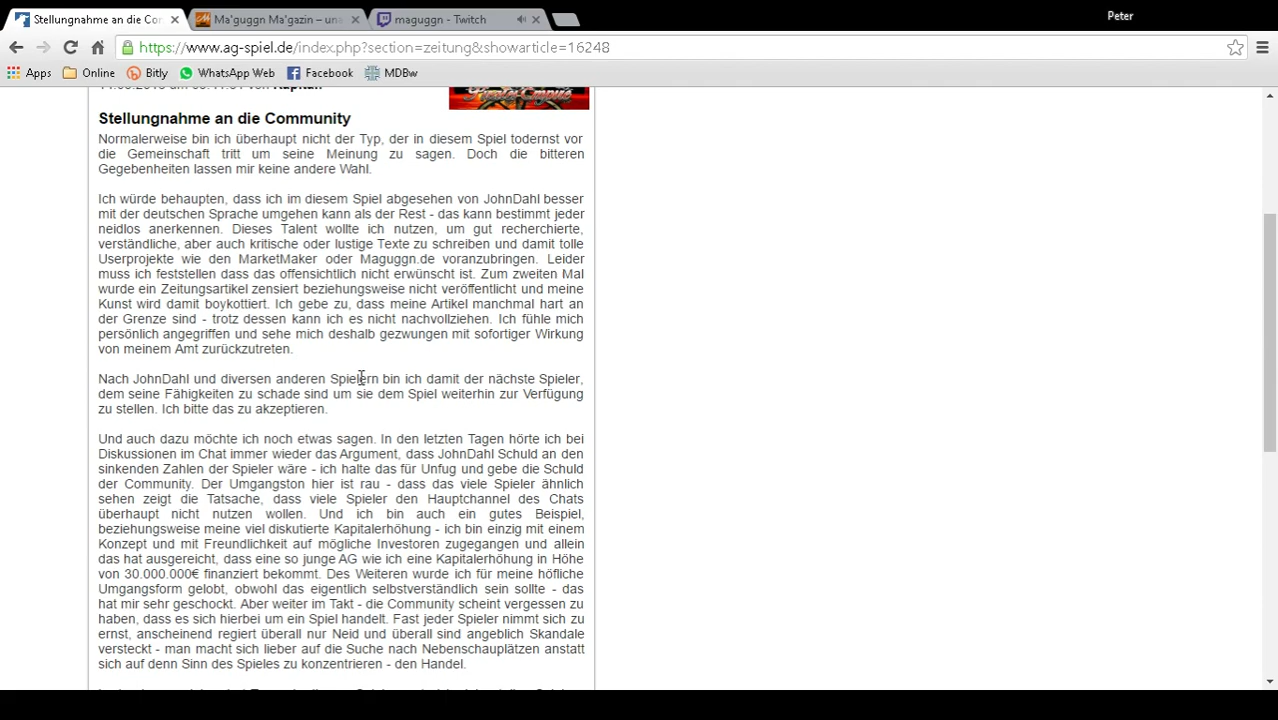 Peter
Stellungnahme an die Con
Ma'guggn Ma'gazin – uns
maguggn - Twitch
https://www.ag-spiel.de/index.php?section=zeitung&showarticle=16248
Apps
Online
Bitly
WhatsApp Web
Facebook
MDBw
Stellungnahme an die Community
Normalerweise bin ich überhaupt nicht der Typ, der in diesem Spiel todernst vor
die Gemeinschaft tritt um seine Meinung zu sagen. Doch die bitteren
Gegebenheiten lassen mir keine andere Wahl.
Ich würde behaupten, dass ich im diesem Spiel abgesehen von JohnDahl besser
mit der deutschen Sprache umgehen kann als der Rest - das kann bestimmt jeder
neidlos anerkennen. Dieses Talent wollte ich nutzen, um gut recherchierte,
verständliche, aber auch kritische oder lustige Texte zu schreiben und damit tolle
Userprojekte wie den MarketMaker oder Maguggn.de voranzubringen. Leider
muss ich feststellen dass das offensichtlich nicht erwünscht ist. Zum zweiten Mal
wurde ein Zeitungsartikel zensiert beziehungsweise nicht veröffentlicht und meine
Kunst wird damit boykottiert. Ich gebe zu, dass meine Artikel manchmal hart an
der Grenze sind - trotz dessen kann ich es nicht nachvollziehen. Ich fühle mich
persönlich angegriffen und sehe mich deshalb gezwungen mit sofortiger Wirkung
von meinem Amt zurückzutreten.
Nach JohnDahl und diversen anderen Spielern bin ich damit der nächste Spieler,
dem seine Fähigkeiten zu schade sind um sie dem Spiel weiterhin zur Verfügung
zu stellen. Ich bitte das zu akzeptieren.
Und auch dazu möchte ich noch etwas sagen. In den letzten Tagen hörte ich bei
Diskussionen im Chat immer wieder das Argument, dass JohnDahl Schuld an den
sinkenden Zahlen der Spieler wäre - ich halte das für Unfug und gebe die Schuld
der Community. Der Umgangston hier ist rau - dass das viele Spieler ähnlich
sehen zeigt die Tatsache, dass viele Spieler den Hauptchannel des Chats
überhaupt nicht nutzen wollen. Und ich bin auch ein gutes Beispiel,
beziehungsweise meine viel diskutierte Kapitalerhöhung - ich bin einzig mit einem
Konzept und mit Freundlichkeit auf mögliche Investoren zugegangen und allein
das hat ausgereicht, dass eine so junge AG wie ich eine Kapitalerhöhung in Höhe
von 30.000.000€ finanziert bekommt. Des Weiteren wurde ich für meine höfliche
Umgangsform gelobt, obwohl das eigentlich selbstverständlich sein sollte - das
hat mir sehr geschockt. Aber weiter im Takt - die Community scheint vergessen zu
haben, dass es sich hierbei um ein Spiel handelt. Fast jeder Spieler nimmt sich zu
ernst, anscheinend regiert überall nur Neid und überall sind angeblich Skandale
versteckt - man macht sich lieber auf die Suche nach Nebenschauplätzen anstatt
sich auf denn Sinn des Spieles zu konzentrieren - den Handel.